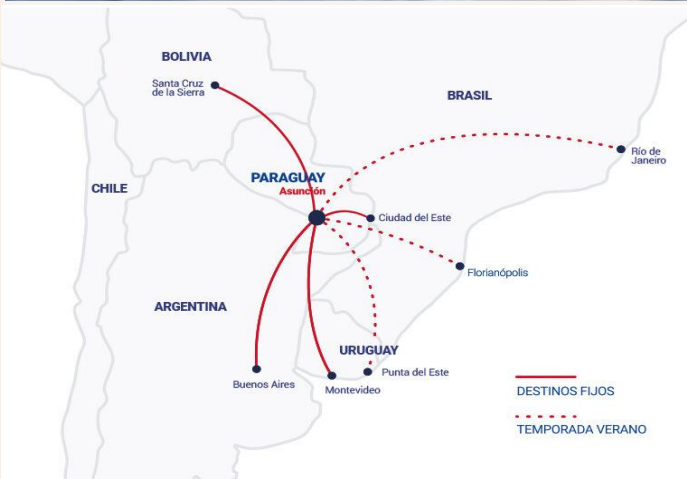 BOLIVIA
Santa Cruz
de la Sierra
BRASIL
Río de
Janeiro
PARAGUAY
Asunción
CHILE
Ciudad del Este
Florianópolis
ARGENTINA
URUGUAY
Buenos Aires
Montevideo
Punta del Este
DESTINOS FIJOS
TEMPORADA VERANO